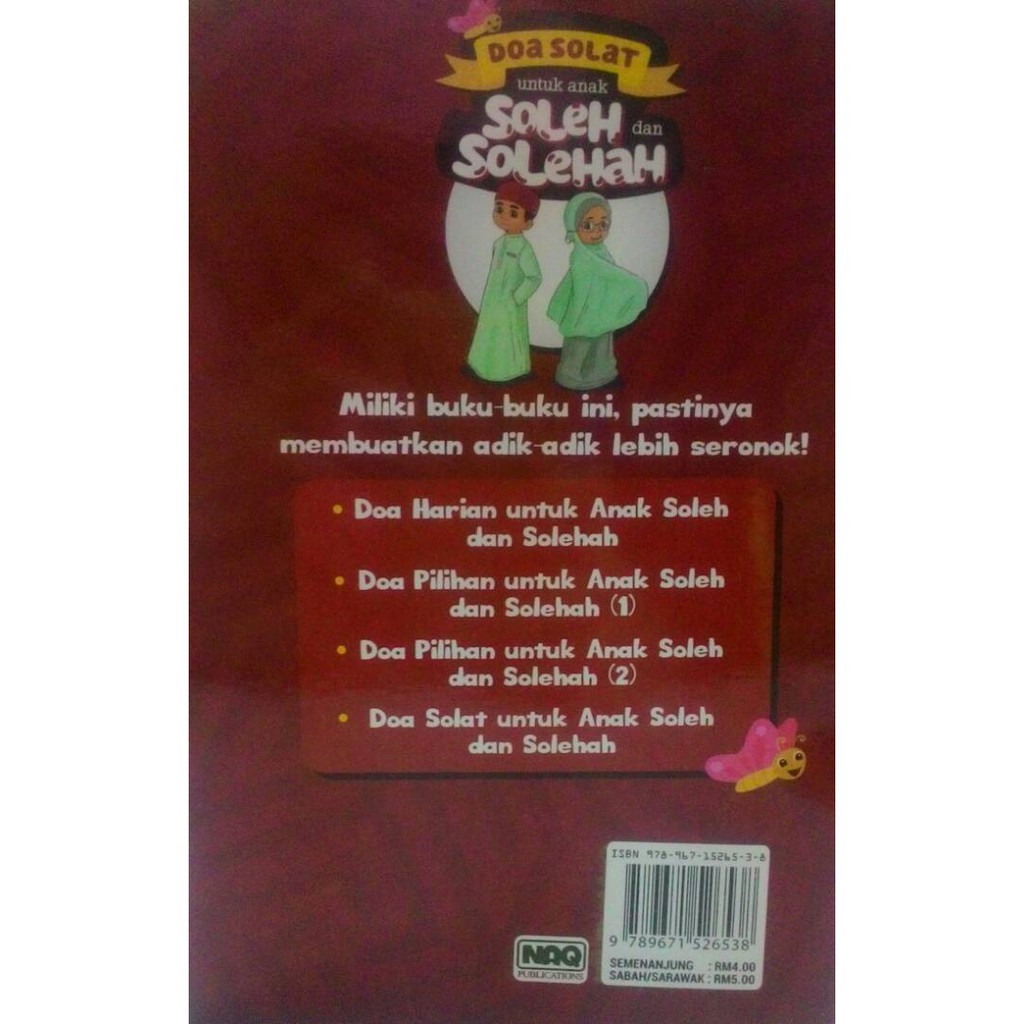 DOA SOLAT
untuk anak
SOLEH dan
SOLEHAH
Miliki buku-buku ini, pastinya
membuatkan adik-adik lebih seronok!
• Doa Harian untuk Anak Soleh
dan Solehah
• Doa Pilihan untuk Anak Soleh
dan Solehah (1)
• Doa Pilihan untuk Anak Soleh
dan Solehah (2)
• Doa Solat untuk Anak Soleh
dan Solehah
ISBN 978-967-15265-3-8
9 789671 526538
SEMENANJUNG : RM4.00
SABAH/SARAWAK : RM5.00
NAQ
PUBLICATIONS